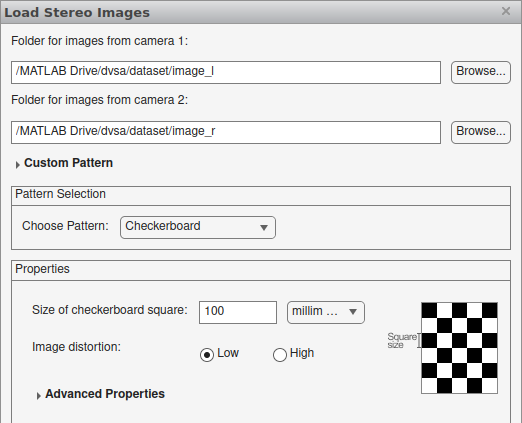 Load Stereo Images
Folder for images from camera 1:
/MATLAB Drive/dvsa/dataset/image_l
Browse...
Folder for images from camera 2:
/MATLAB Drive/dvsa/dataset/image_r
Browse...
Custom Pattern
Pattern Selection
Choose Pattern:
Checkerboard
Properties
Size of checkerboard square:
100
millim ...
Square
size
Image distortion:
Low
High
Advanced Properties